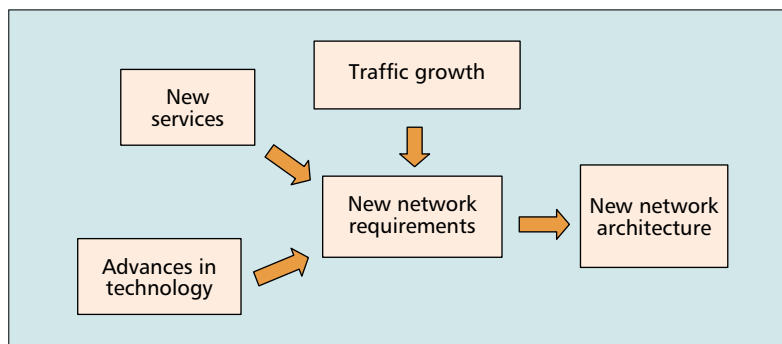 Traffic growth
New
services
New network
requirements
New network
architecture
Advances in
technology